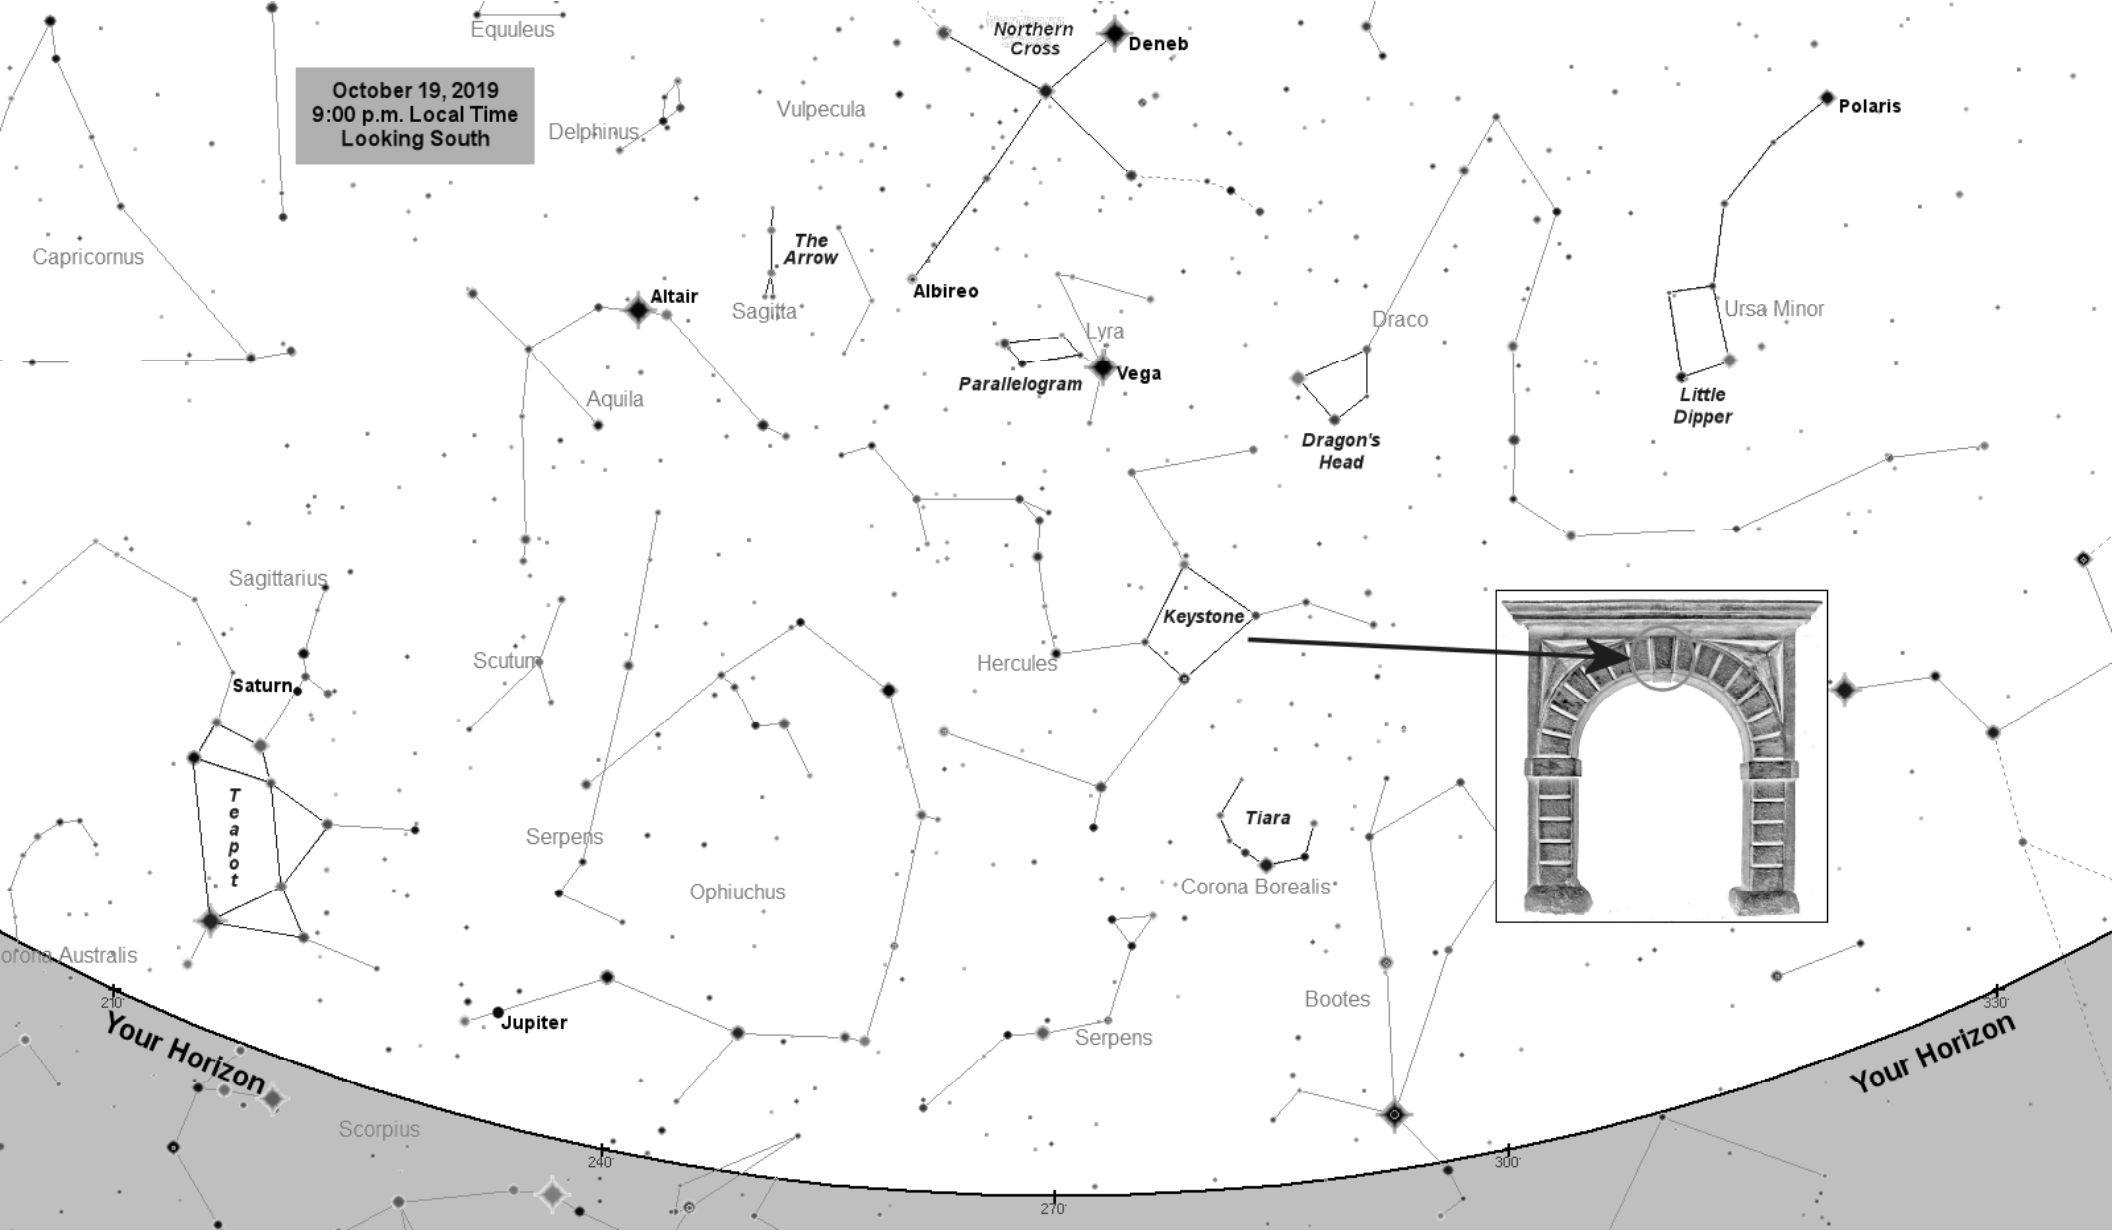 Equuleus
Northern
Cross
Deneb
October 19, 2019
9:00 p.m. Local Time
Looking South
Delphinus
Vulpecula
Polaris
Capricornus
The
Arrow
Sagitta
Altair
Albireo
Lyra
Draco
Ursa Minor
Parallelogram
Vega
Aquila
Little
Dipper
Dragon's
Head
Sagittarius
Keystone
Scutum
Hercules
Saturn
Teapot
Serpens
Tiara
Ophiuchus
Corona Borealis
orona Australis
210°
Your Horizon
Jupiter
Bootes
Serpens
330°
Your Horizon
Scorpius
240°
300°
270°